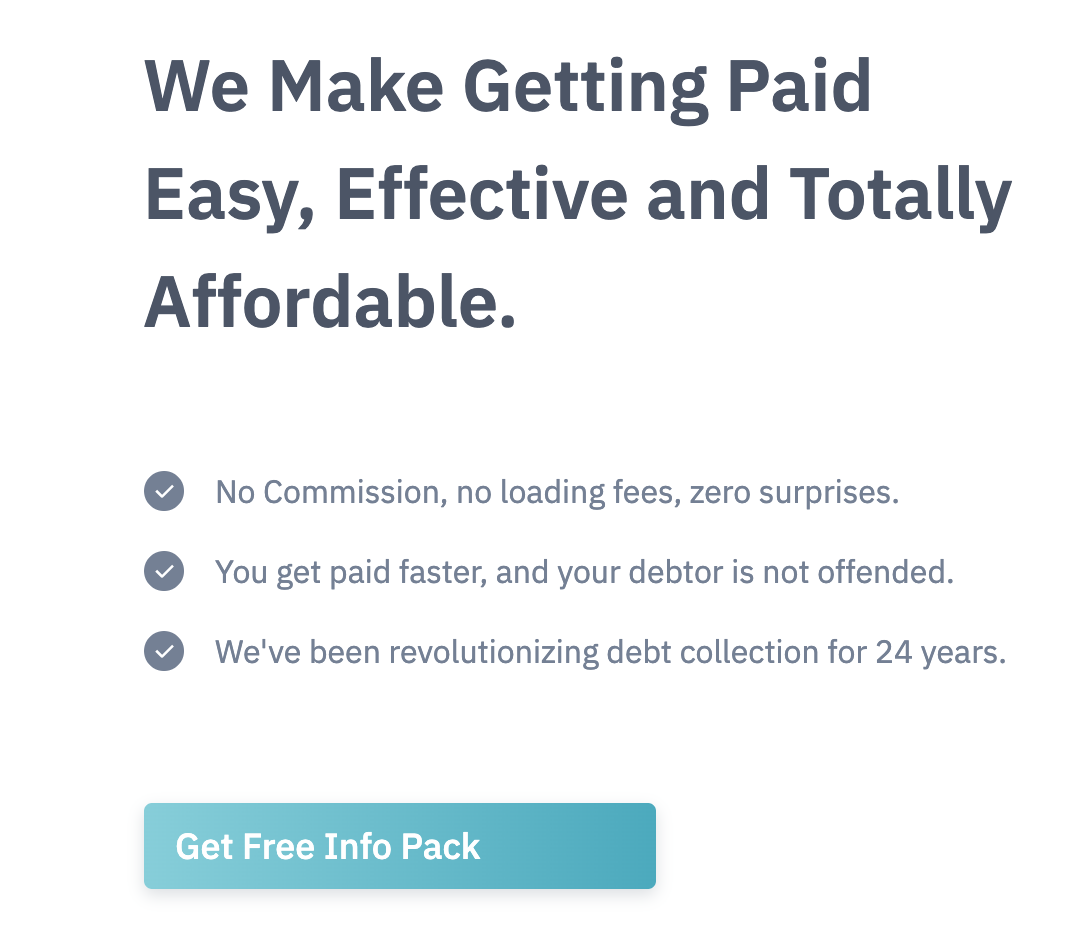 We Make Getting Paid
Easy, Effective and Totally
Affordable.
No Commission, no loading fees, zero surprises.
You get paid faster, and your debtor is not offended.
We've been revolutionizing debt collection for 24 years.
Get Free Info Pack